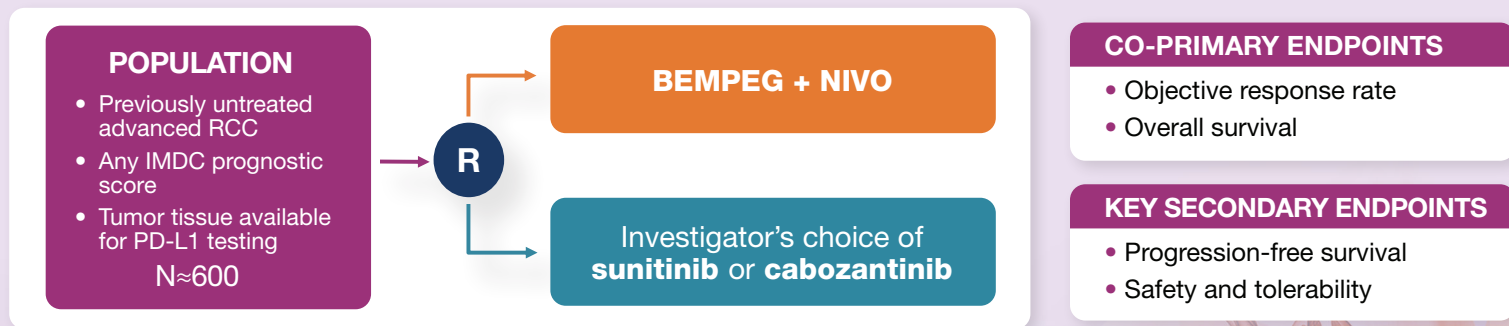 POPULATION
• Previously untreated
advanced RCC
• Any IMDC prognostic
score
• Tumor tissue available
for PD-L1 testing
N≈600
R
BEMPEG + NIVO
Investigator’s choice of
sunitinib or cabozantinib
CO-PRIMARY ENDPOINTS
• Objective response rate
• Overall survival
KEY SECONDARY ENDPOINTS
• Progression-free survival
• Safety and tolerability